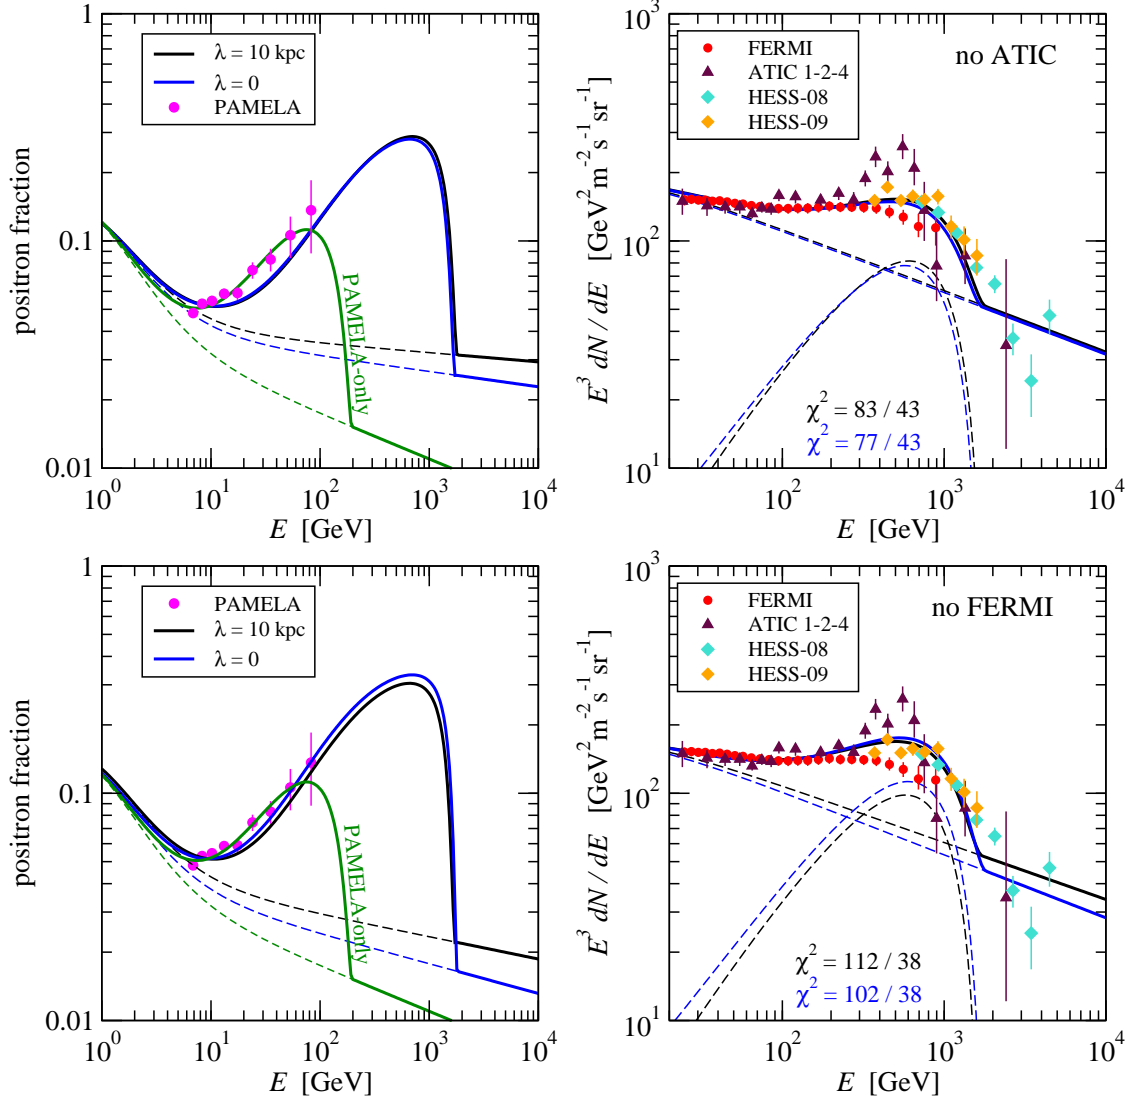 1
0.1
0.01
positron fraction
λ = 10 kpc
λ = 0
PAMELA
PAMELA-only
10^0 10^1 10^2 10^3 10^4
E [GeV]
10^3
10^2
10^1
E^3 dN / dE [GeV^2 m^-2 s^-1 sr^-1]
FERMI
ATIC 1-2-4
HESS-08
HESS-09
no ATIC
χ^2 = 83 / 43
χ^2 = 77 / 43
10^2 10^3 10^4
E [GeV]
1
0.1
0.01
positron fraction
PAMELA
λ = 10 kpc
λ = 0
PAMELA-only
10^0 10^1 10^2 10^3 10^4
E [GeV]
10^3
10^2
10^1
E^3 dN / dE [GeV^2 m^-2 s^-1 sr^-1]
FERMI
ATIC 1-2-4
HESS-08
HESS-09
no FERMI
χ^2 = 112 / 38
χ^2 = 102 / 38
10^2 10^3 10^4
E [GeV]